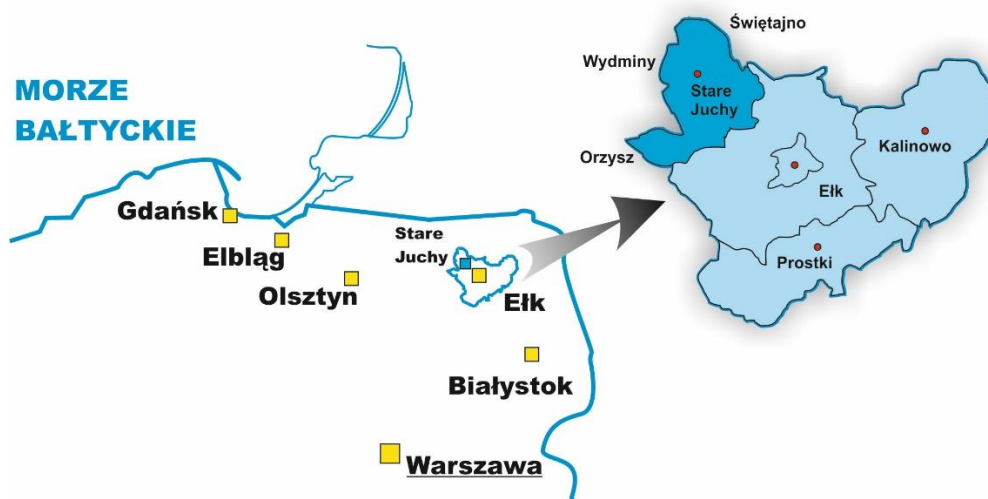 MORZE
BAŁTYCKIE
Gdańsk
Elbląg
Olsztyn
Stare
Juchy
Ełk
Białystok
Warszawa
Świętajno
Wydminy
Stare
Juchy
Orzysz
Kalinowo
Ełk
Prostki